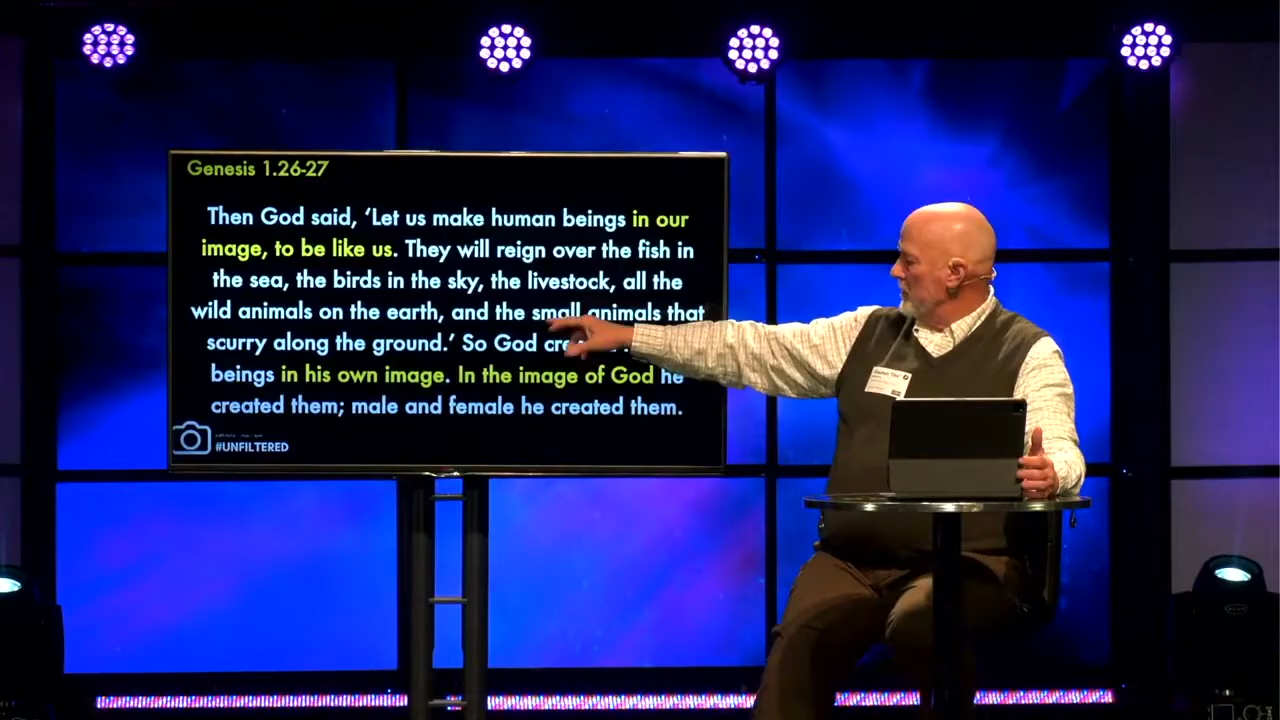 Genesis 1.26-27
Then God said, ‘Let us make human beings in our
image, to be like us. They will reign over the fish in
the sea, the birds in the sky, the livestock, all the
wild animals on the earth, and the small animals that
scurry along the ground.’ So God
beings in his own image. In the image of God he
created them; male and female he created them.
#UNFILTERED